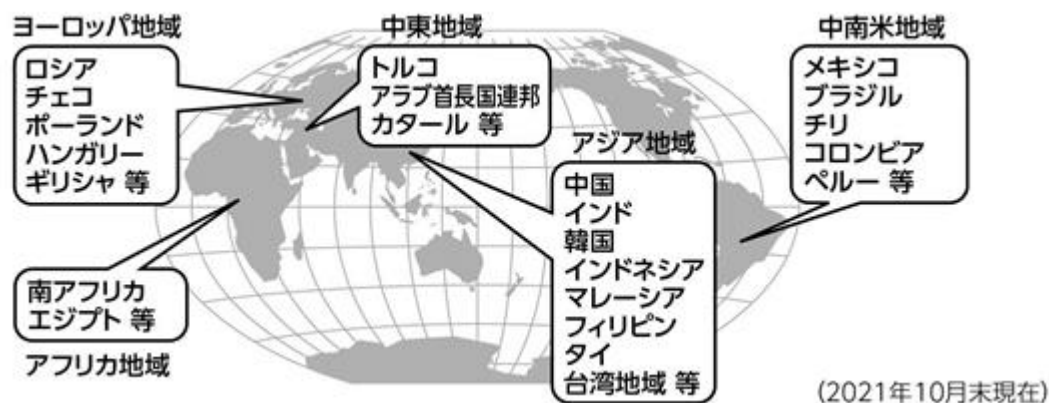 ヨーロッパ地域
ロシア
チェコ
ポーランド
ハンガリー
ギリシャ 等
中東地域
トルコ
アラブ首長国連邦
カタール 等
アジア地域
中国
インド
韓国
インドネシア
マレーシア
フィリピン
タイ
台湾地域 等
中南米地域
メキシコ
ブラジル
チリ
コロンビア
ペルー 等
南アフリカ
エジプト 等
アフリカ地域
(2021年10月末現在)